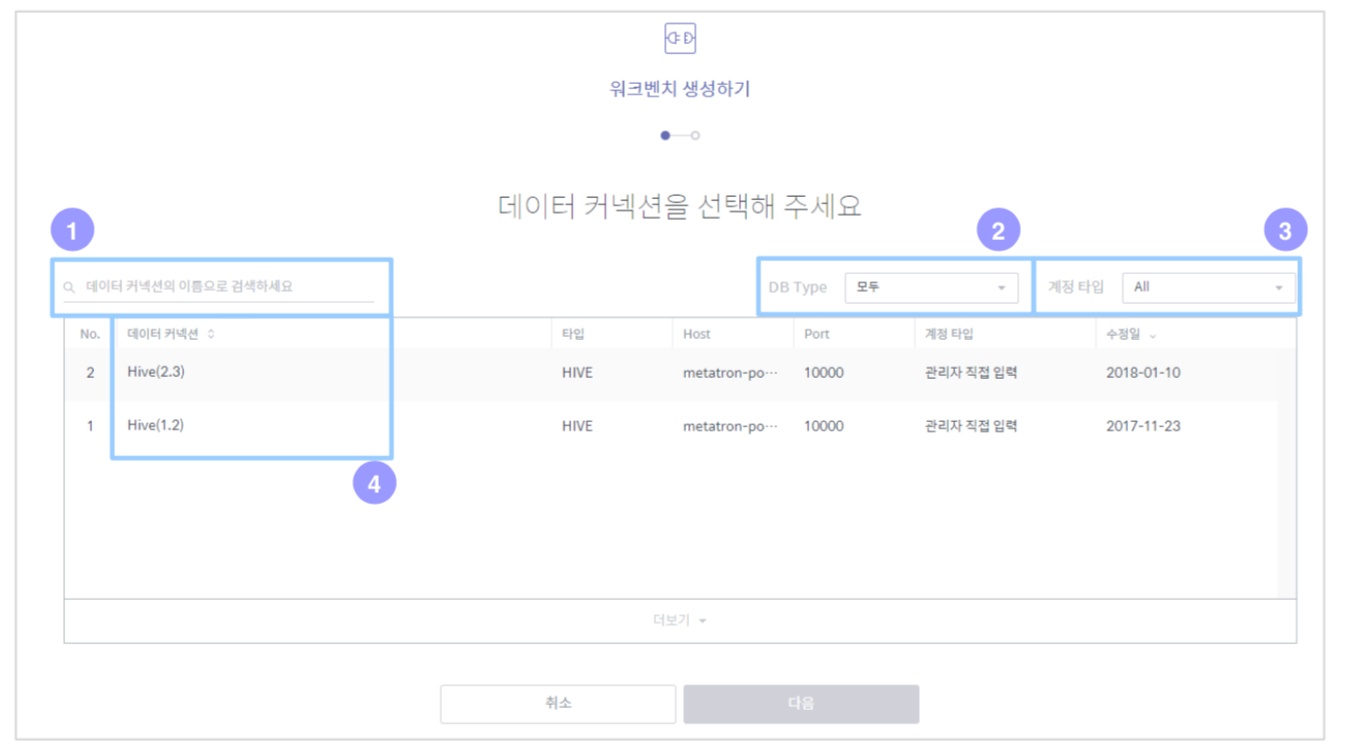 워크벤치 생성하기
데이터 커넥션을 선택해 주세요
1
2
3
데이터 커넥션의 이름으로 검색하세요
DB Type 모두
계정 타입 All
No. 데이터 커넥션 타입 Host Port 계정 타입 수정일
2 Hive(2.3) HIVE metatron-po… 10000 관리자 직접 입력 2018-01-10
1 Hive(1.2) HIVE metatron-po… 10000 관리자 직접 입력 2017-11-23
4
더보기
취소
다음